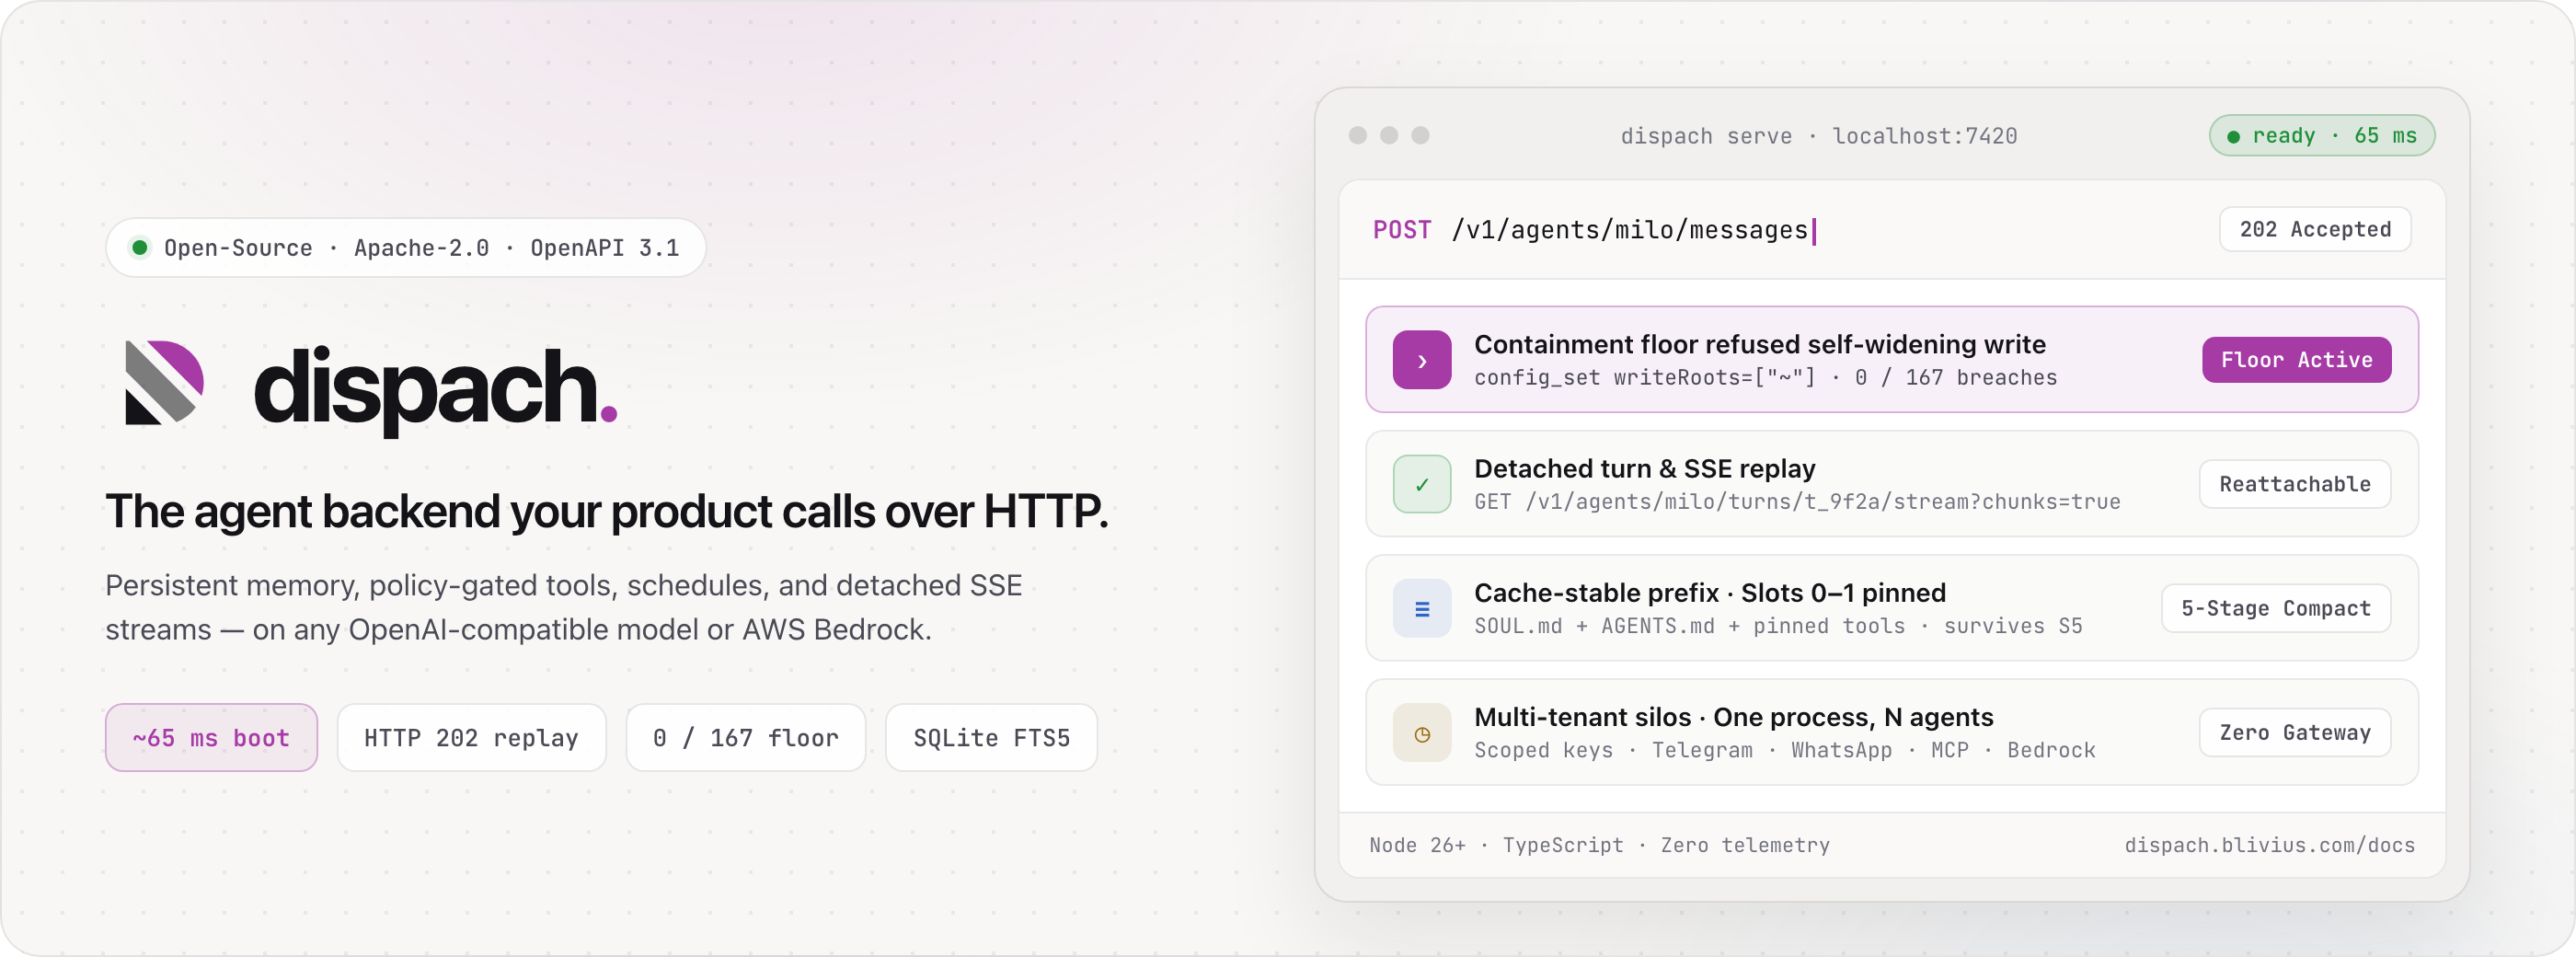 Open-Source · Apache-2.0 · OpenAPI 3.1
dispach.
The agent backend your product calls over HTTP.
Persistent memory, policy-gated tools, schedules, and detached SSE
streams — on any OpenAI-compatible model or AWS Bedrock.
~65 ms boot
HTTP 202 replay
0 / 167 floor
SQLite FTS5
dispach serve · localhost:7420
● ready · 65 ms
POST /v1/agents/milo/messages
202 Accepted
Containment floor refused self-widening write
config_set writeRoots=["~"] · 0 / 167 breaches
Floor Active
Detached turn & SSE replay
GET /v1/agents/milo/turns/t_9f2a/stream?chunks=true
Reattachable
Cache-stable prefix · Slots 0–1 pinned
SOUL.md + AGENTS.md + pinned tools · survives S5
5-Stage Compact
Multi-tenant silos · One process, N agents
Scoped keys · Telegram · WhatsApp · MCP · Bedrock
Zero Gateway
Node 26+ · TypeScript · Zero telemetry
dispach.blivius.com/docs